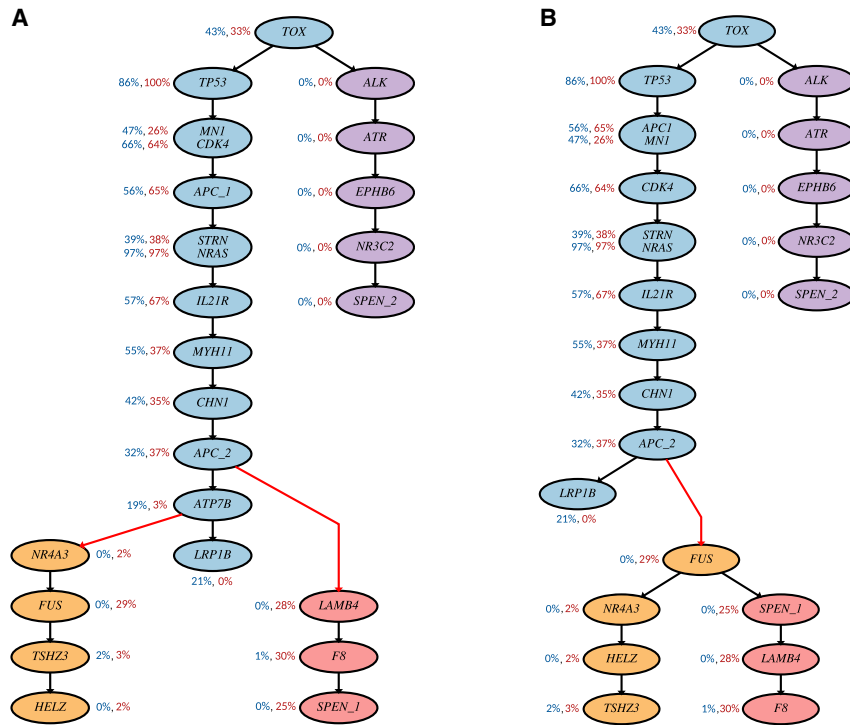 A
43%, 33% TOX
86%, 100% TP53
0%, 0% ALK
47%, 26% MN1
66%, 64% CDK4
0%, 0% ATR
56%, 65% APC_1
0%, 0% EPHB6
39%, 38% STRN
97%, 97% NRAS
0%, 0% NR3C2
57%, 67% IL21R
0%, 0% SPEN_2
55%, 37% MYH11
42%, 35% CHN1
32%, 37% APC_2
19%, 3% ATP7B
NR4A3 0%, 2%
LRP1B
21%, 0%
FUS 0%, 29%
0%, 28% LAMB4
TSHZ3 2%, 3%
1%, 30% F8
HELZ 0%, 2%
0%, 25% SPEN_1
B
43%, 33% TOX
86%, 100% TP53
0%, 0% ALK
56%, 65% APC1
47%, 26% MN1
0%, 0% ATR
66%, 64% CDK4
0%, 0% EPHB6
39%, 38% STRN
97%, 97% NRAS
0%, 0% NR3C2
57%, 67% IL21R
0%, 0% SPEN_2
55%, 37% MYH11
42%, 35% CHN1
32%, 37% APC_2
LRP1B
21%, 0%
0%, 29% FUS
0%, 2% NR4A3
0%, 25% SPEN_1
0%, 2% HELZ
0%, 28% LAMB4
2%, 3% TSHZ3
1%, 30% F8